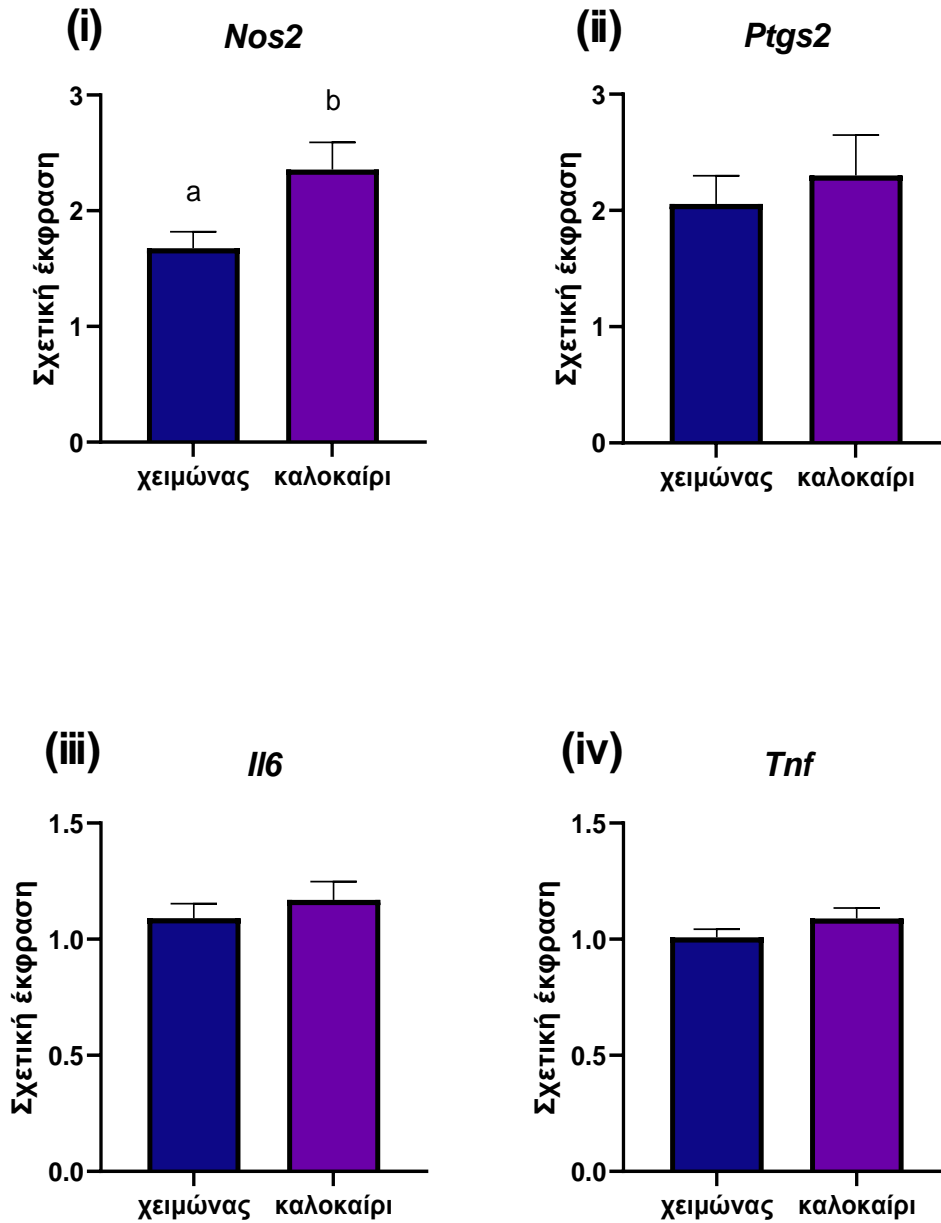 (i)
Nos2
Σχετική έκφραση
3
2
1
0
a
b
χειμώνας
καλοκαίρι
(ii)
Ptgs2
Σχετική έκφραση
3
2
1
0
χειμώνας
καλοκαίρι
(iii)
Il6
Σχετική έκφραση
1.5
1.0
0.5
0.0
χειμώνας
καλοκαίρι
(iv)
Tnf
Σχετική έκφραση
1.5
1.0
0.5
0.0
χειμώνας
καλοκαίρι